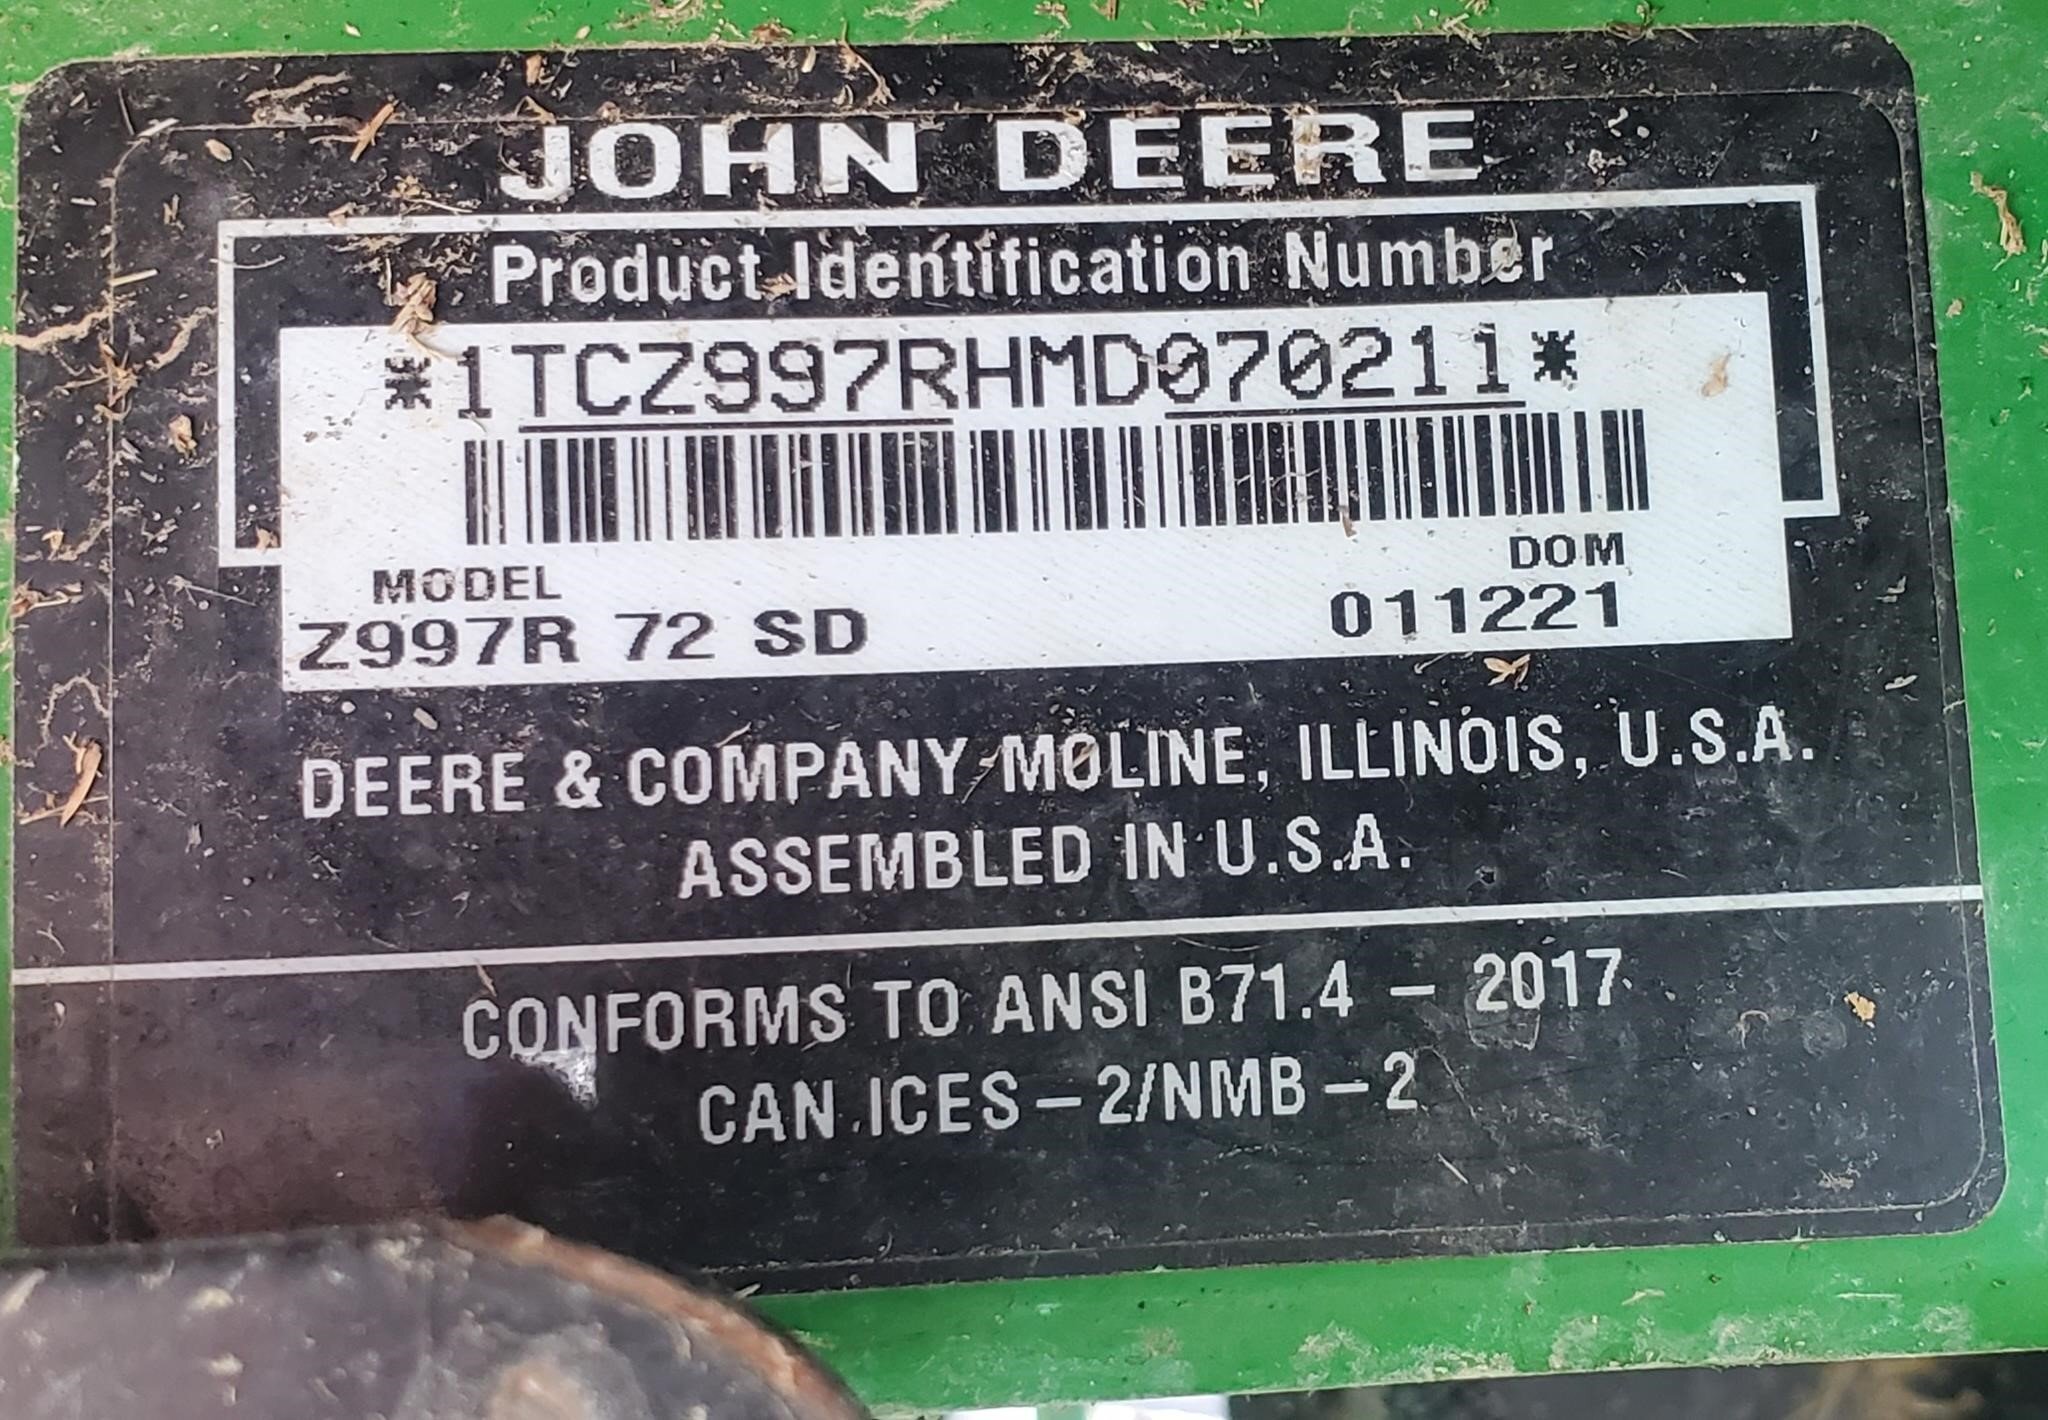 JOHN DEERE
Product Identification Number
*1TCZ997RHMD070211*
MODEL
DOM
Z997R 72 SD
011221
DEERE & COMPANY MOLINE, ILLINOIS, U.S.A.
ASSEMBLED IN U.S.A.
CONFORMS TO ANSI B71.4 - 2017
CAN ICES - 2/NMB - 2